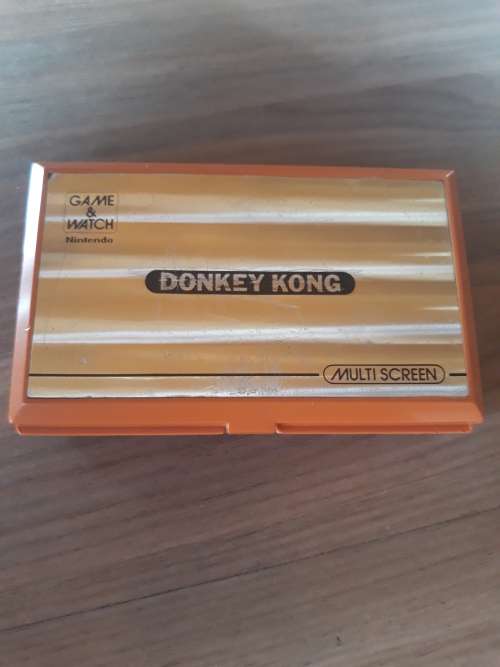 GAME
&
WATCH
Nintendo
DONKEY KONG
MULTI SCREEN